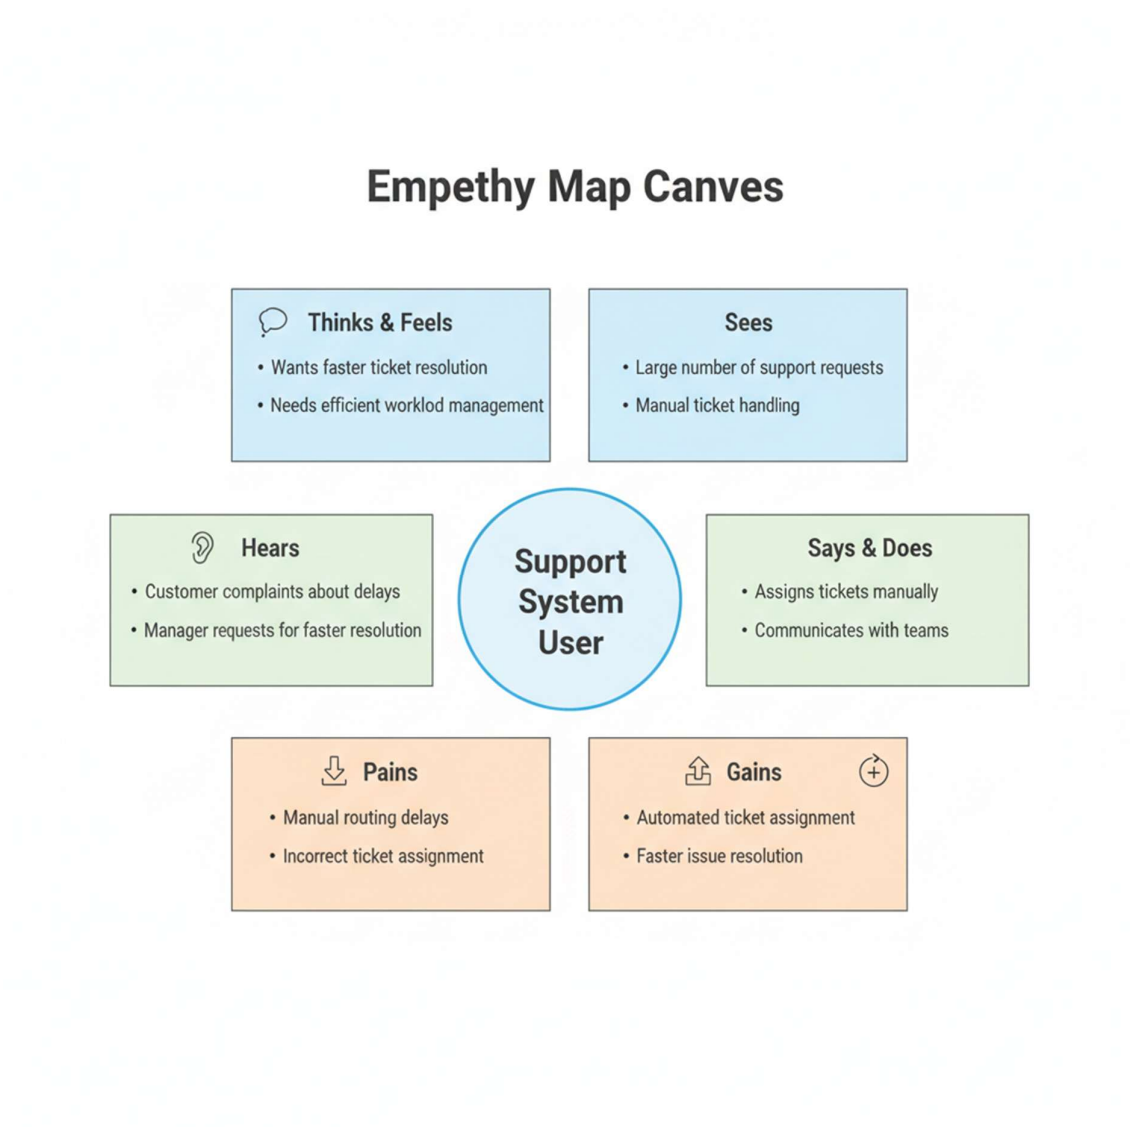 Empethy Map Canves
Thinks & Feels
• Wants faster ticket resolution
• Needs efficient worklod management
Sees
• Large number of support requests
• Manual ticket handling
Hears
• Customer complaints about delays
• Manager requests for faster resolution
Support
System
User
Says & Does
• Assigns tickets manually
• Communicates with teams
Pains
• Manual routing delays
• Incorrect ticket assignment
Gains
• Automated ticket assignment
• Faster issue resolution